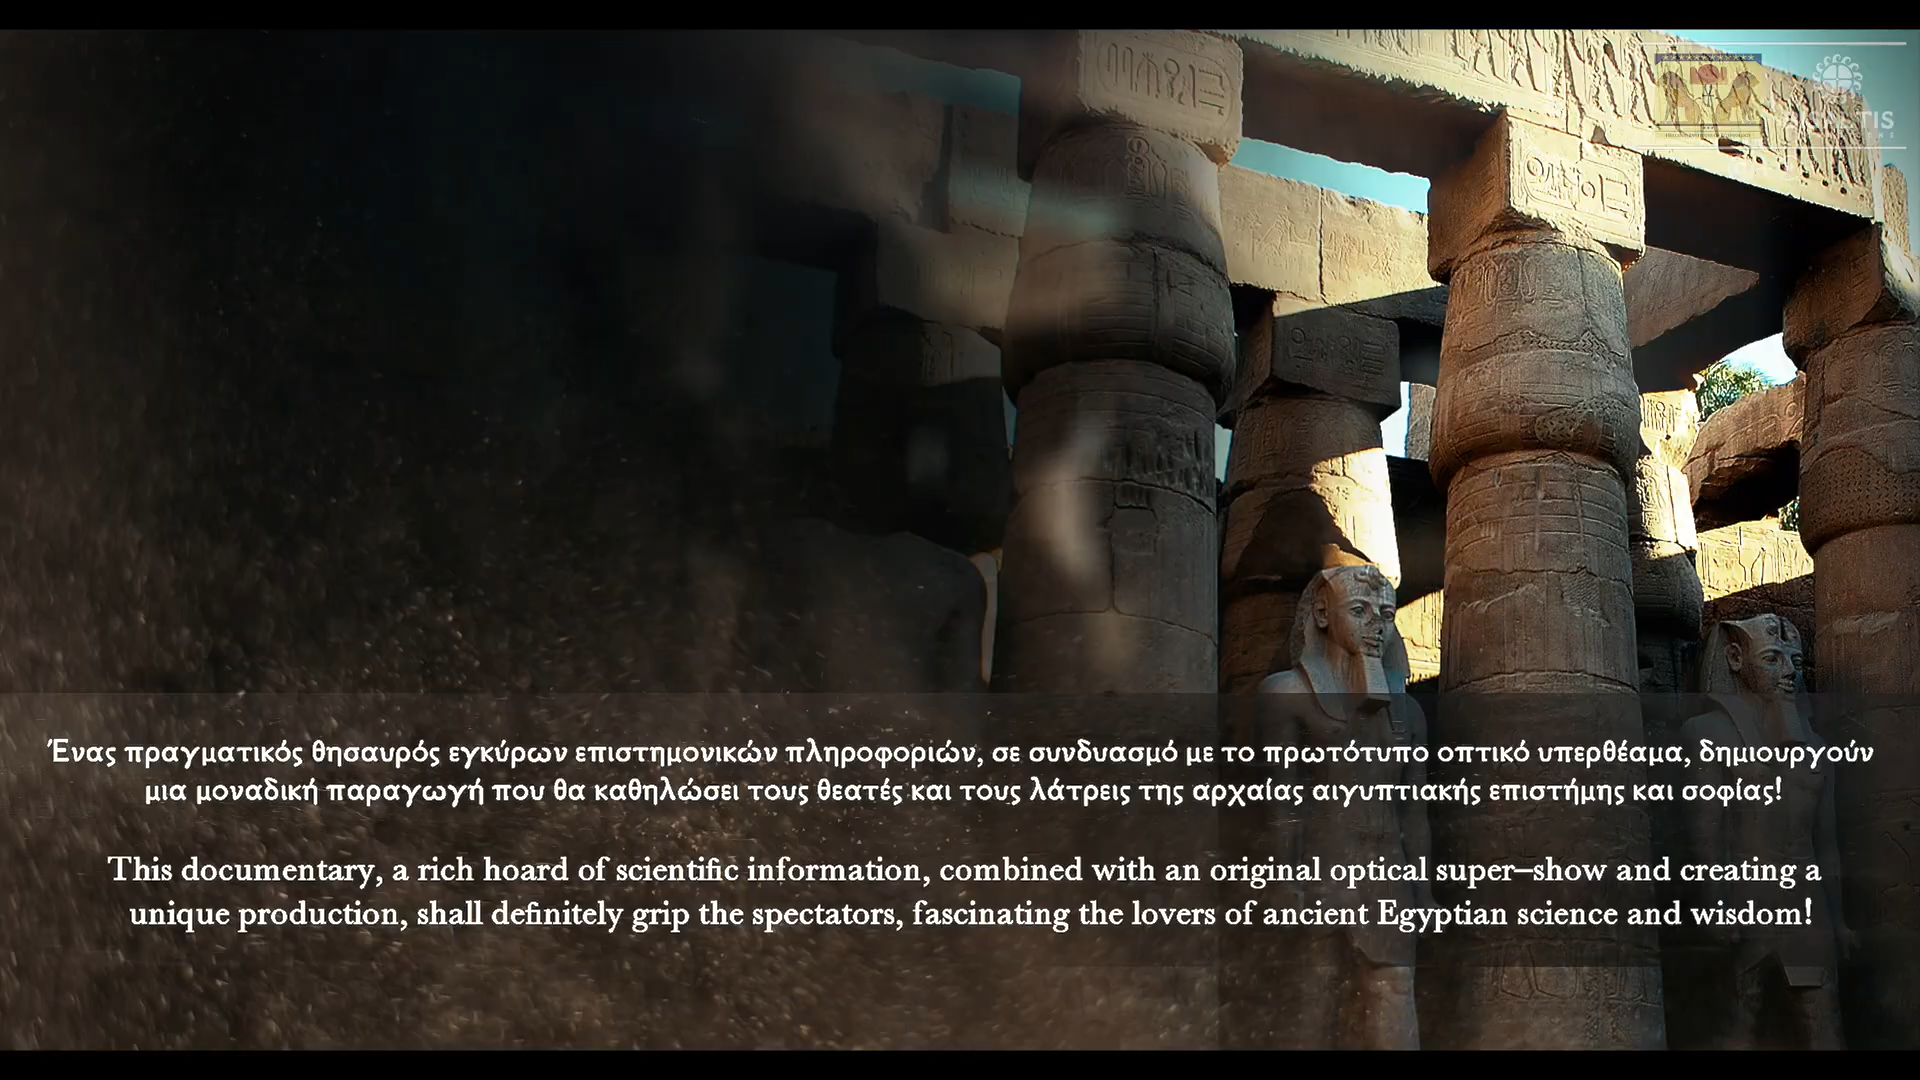 Ένας πραγματικός θησαυρός εγκύρων επιστημονικών πληροφοριών, σε συνδυασμό με το πρωτότυπο οπτικό υπερθέαμα, δημιουργούν
μια μοναδική παραγωγή που θα καθηλώσει τους θεατές και τους λάτρεις της αρχαίας αιγυπτιακής επιστήμης και σοφίας!
This documentary, a rich hoard of scientific information, combined with an original optical super–show and creating a
unique production, shall definitely grip the spectators, fascinating the lovers of ancient Egyptian science and wisdom!